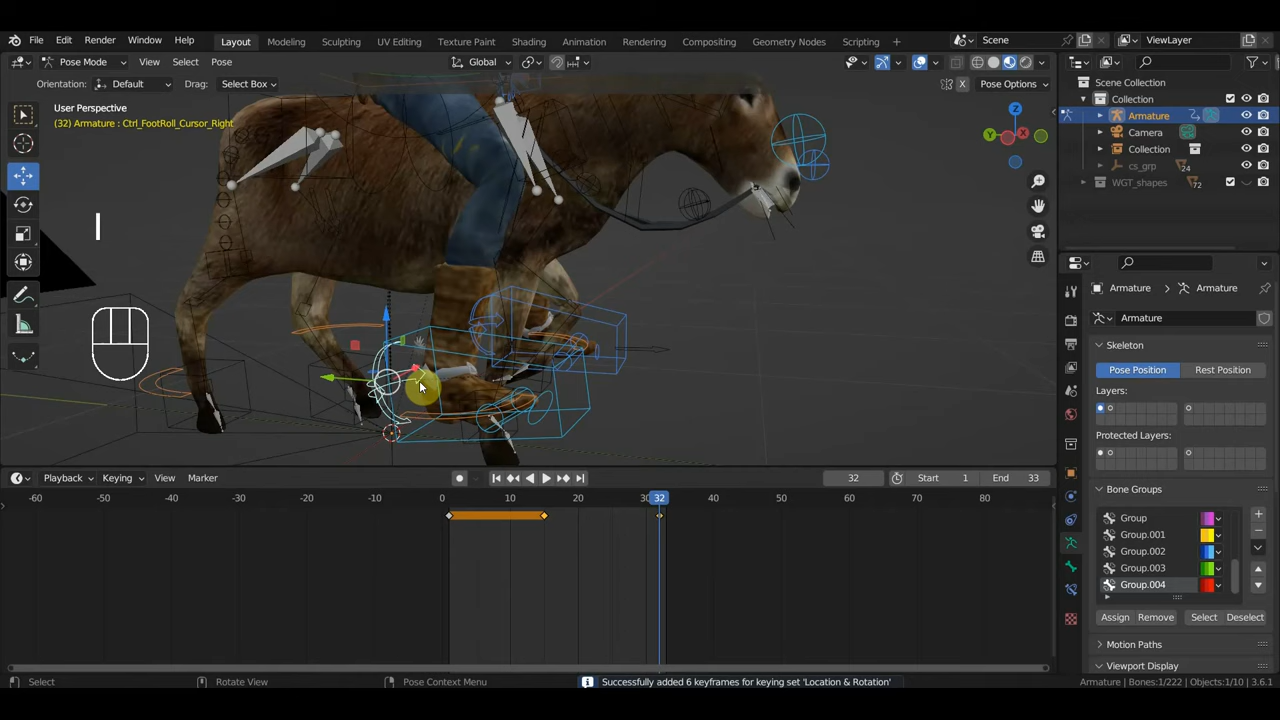 File Edit Render Window Help Layout Modeling Sculpting UV Editing Texture Paint Shading Animation Rendering Compositing Geometry Nodes Scripting + Scene ViewLayer
Pose Mode View Select Pose Global
Orientation: Default Drag: Select Box X Pose Options
User Perspective
(32) Armature : Ctrl_FootRoll_Cursor_Right
I
Z
Y
X
Scene Collection
Collection
Armature
Camera
Collection
cs_grp 24
WGT_shapes 72
Armature > Armature
Armature
Skeleton
Pose Position Rest Position
Layers:
Protected Layers:
Bone Groups
Group
Group.001
Group.002
Group.003
Group.004
Assign Remove Select Deselect
Motion Paths
Viewport Display
Playback Keying View Marker 32 Start 1 End 33
-60 -50 -40 -30 -20 -10 0 10 20 30 32 40 50 60 70 80
Select Rotate View Pose Context Menu Successfully added 6 keyframes for keying set 'Location & Rotation' Armature | Bones:1/222 | Objects:1/10 | 3.6.1